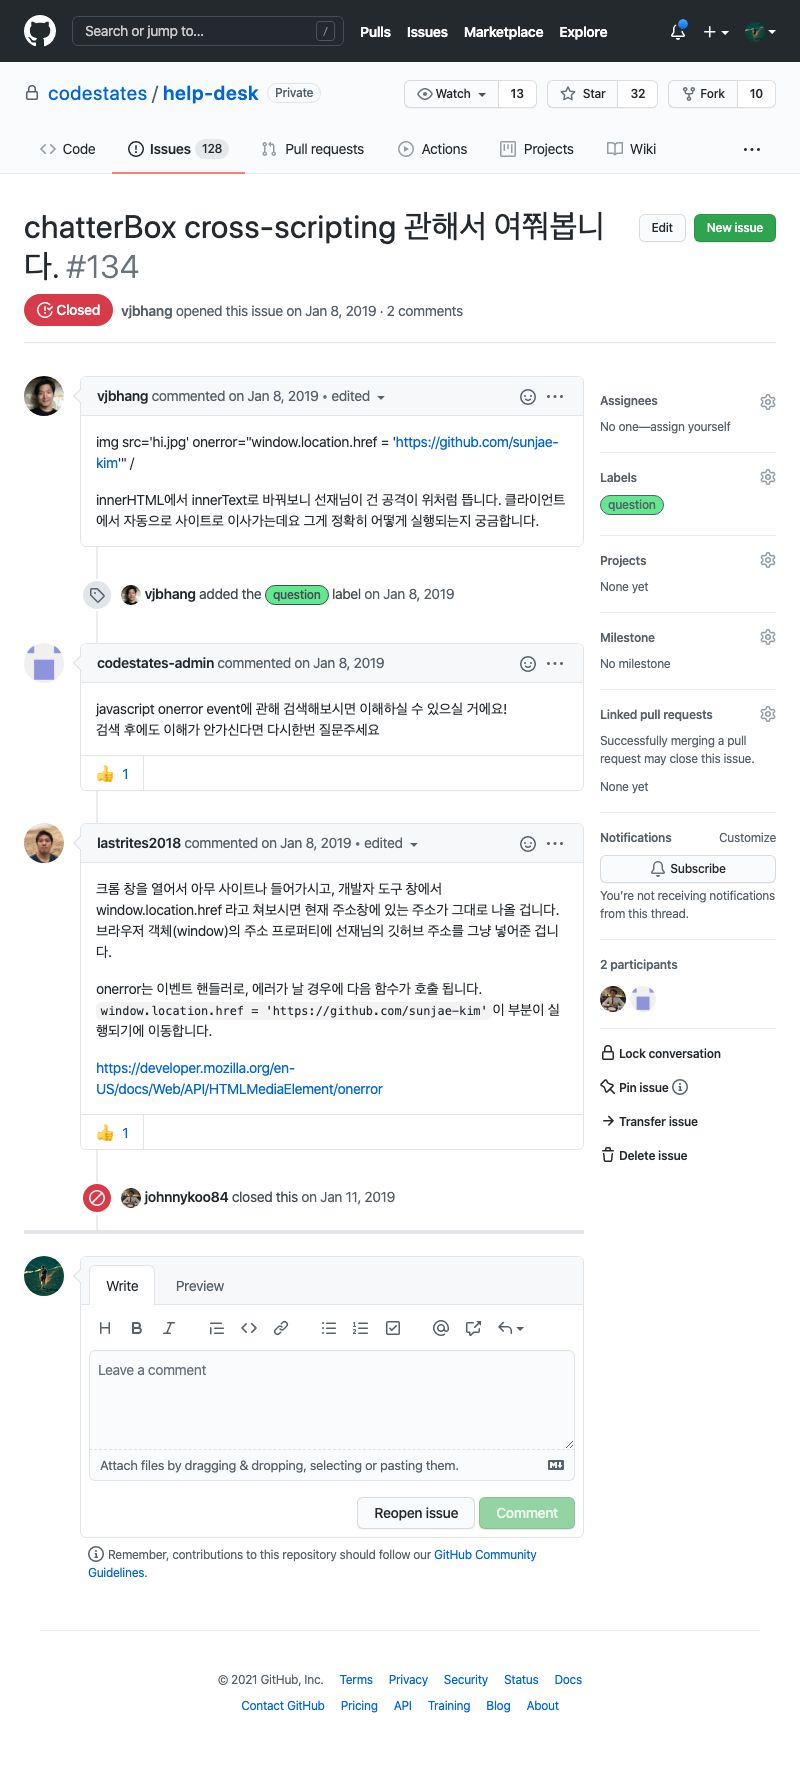 Search or jump to... /
Pulls Issues Marketplace Explore
codestates / help-desk Private
Watch 13 Star 32 Fork 10
Code Issues 128 Pull requests Actions Projects Wiki
chatterBox cross-scripting 관해서 여쭤봅니
다. #134
Edit New issue
Closed vjbhang opened this issue on Jan 8, 2019 · 2 comments
vjbhang commented on Jan 8, 2019 • edited
img src='hi.jpg' onerror="window.location.href = 'https://github.com/sunjae-
kim'" /
innerHTML에서 innerText로 바꿔보니 선재님이 건 공격이 위처럼 뜹니다. 클라이언트
에서 자동으로 사이트로 이사가는데요 그게 정확히 어떻게 실행되는지 궁금합니다.
vjbhang added the question label on Jan 8, 2019
codestates-admin commented on Jan 8, 2019
javascript onerror event에 관해 검색해보시면 이해하실 수 있으실 거에요!
검색 후에도 이해가 안가신다면 다시한번 질문주세요
👍 1
lastrites2018 commented on Jan 8, 2019 • edited
크롬 창을 열어서 아무 사이트나 들어가시고, 개발자 도구 창에서
window.location.href 라고 쳐보시면 현재 주소창에 있는 주소가 그대로 나올 겁니다.
브라우저 객체(window)의 주소 프로퍼티에 선재님의 깃허브 주소를 그냥 넣어준 겁니
다.
onerror는 이벤트 핸들러로, 에러가 날 경우에 다음 함수가 호출 됩니다.
window.location.href = 'https://github.com/sunjae-kim' 이 부분이 실
행되기에 이동합니다.
https://developer.mozilla.org/en-
US/docs/Web/API/HTMLMediaElement/onerror
👍 1
johnnykoo84 closed this on Jan 11, 2019
Assignees
No one—assign yourself
Labels
question
Projects
None yet
Milestone
No milestone
Linked pull requests
Successfully merging a pull
request may close this issue.
None yet
Notifications Customize
Subscribe
You're not receiving notifications
from this thread.
2 participants
Lock conversation
Pin issue
Transfer issue
Delete issue
Write Preview
Leave a comment
Attach files by dragging & dropping, selecting or pasting them.
Reopen issue Comment
Remember, contributions to this repository should follow our GitHub Community
Guidelines.
© 2021 GitHub, Inc. Terms Privacy Security Status Docs
Contact GitHub Pricing API Training Blog About